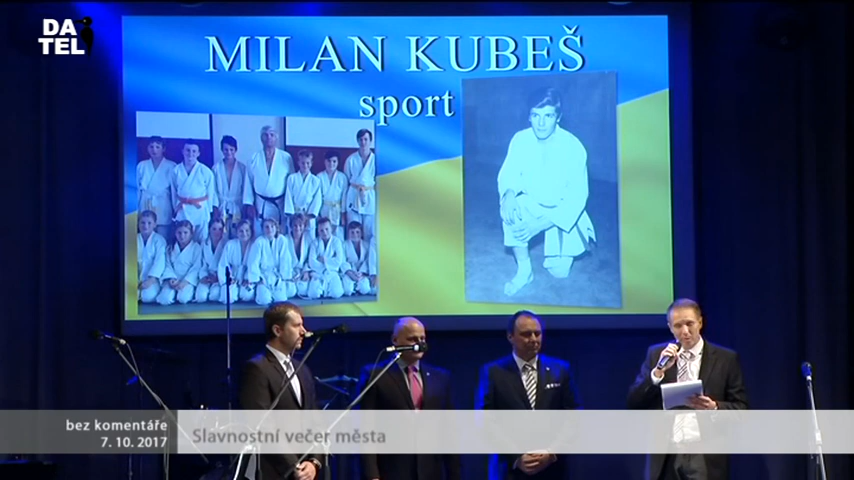 DA
TEL
MILAN KUBEŠ
sport
bez komentáře
7. 10. 2017
Slavnostní večer města